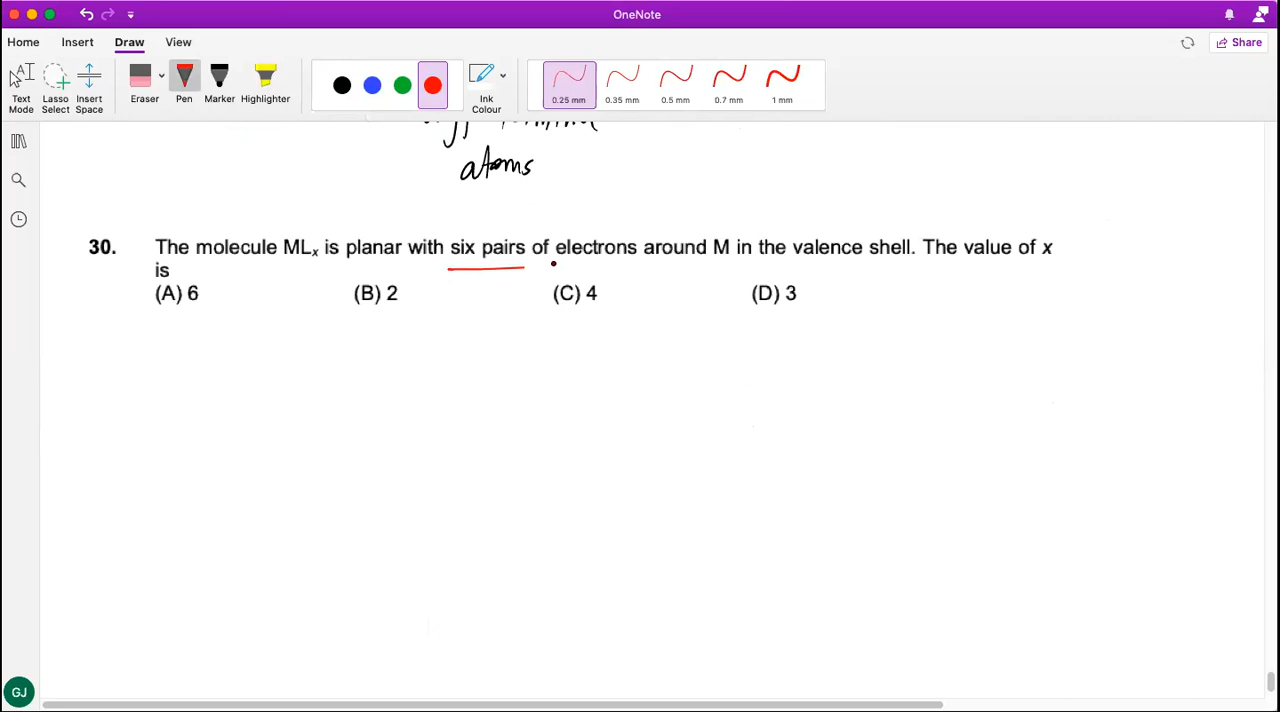 OneNote
Home Insert Draw View Share
Text Mode
Lasso Select
Insert Space
Eraser
Pen
Marker
Highlighter
Ink Colour
0.25 mm 0.35 mm 0.5 mm 0.7 mm 1 mm
atoms
30. The molecule MLₓ is planar with six pairs of electrons around M in the valence shell. The value of x
is
(A) 6 (B) 2 (C) 4 (D) 3
GJ